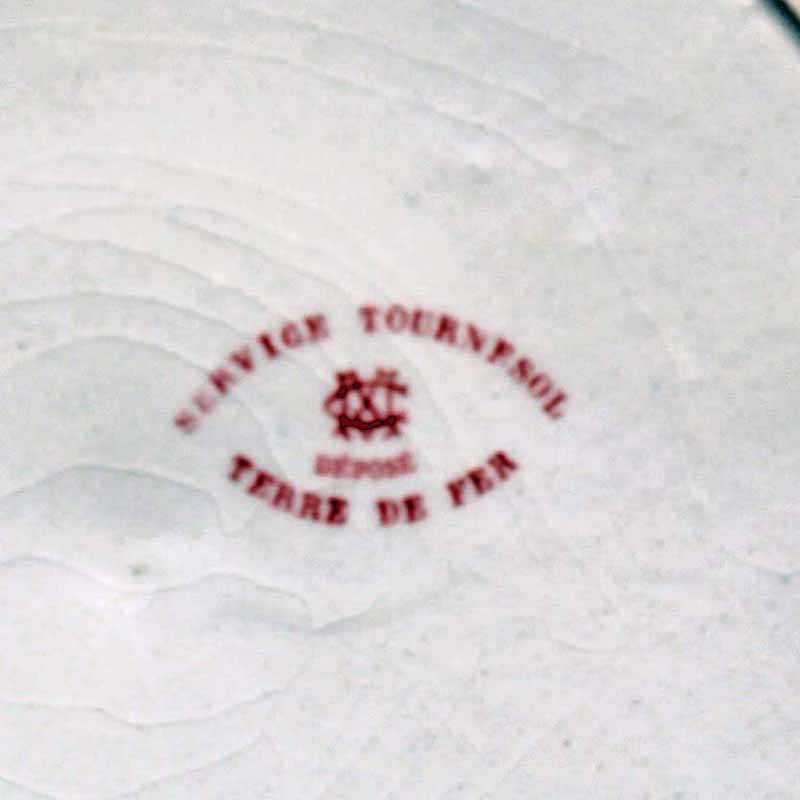 SERVICE TOURNESOL
DÉPOSÉ
TERRE DE FER